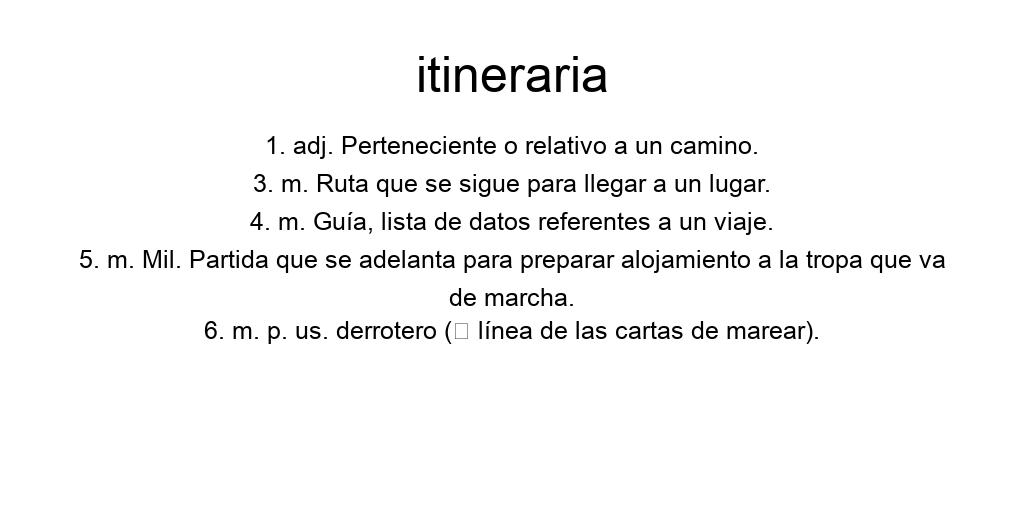 itineraria
1. adj. Perteneciente o relativo a un camino.
3. m. Ruta que se sigue para llegar a un lugar.
4. m. Guía, lista de datos referentes a un viaje.
5. m. Mil. Partida que se adelanta para preparar alojamiento a la tropa que va
de marcha.
6. m. p. us. derrotero (□ línea de las cartas de marear).